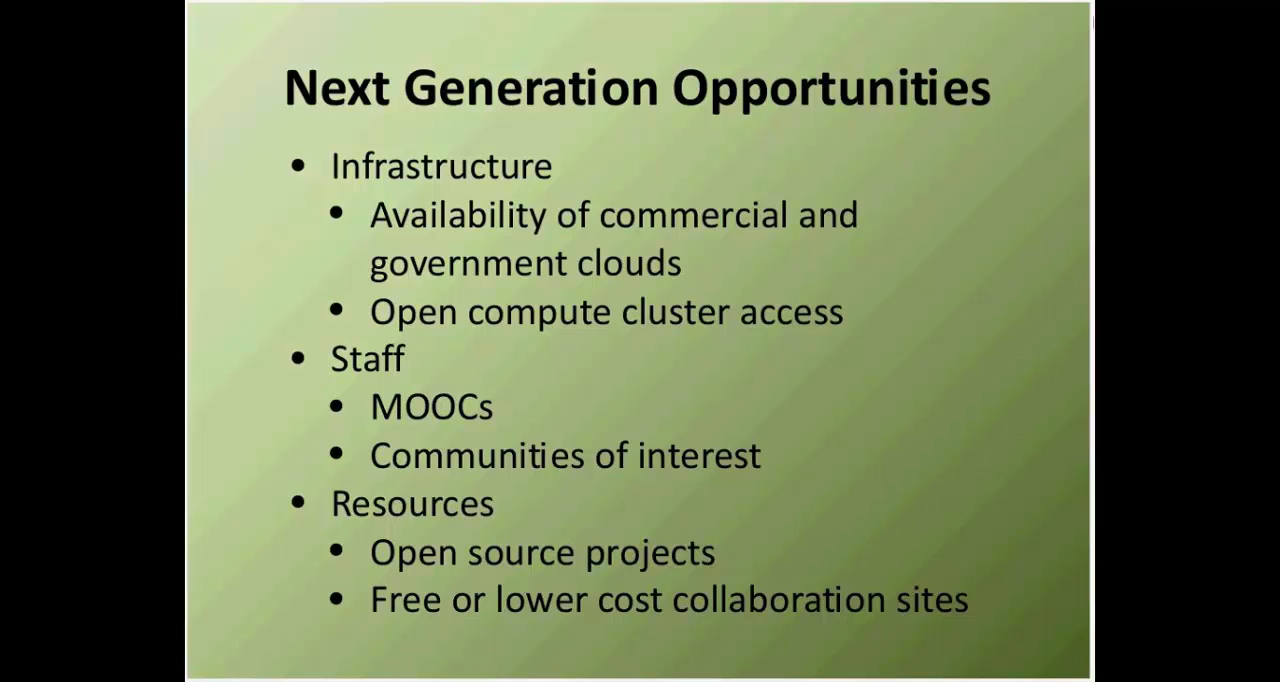 Next Generation Opportunities
• Infrastructure
• Availability of commercial and
government clouds
• Open compute cluster access
• Staff
• MOOCs
• Communities of interest
• Resources
• Open source projects
• Free or lower cost collaboration sites